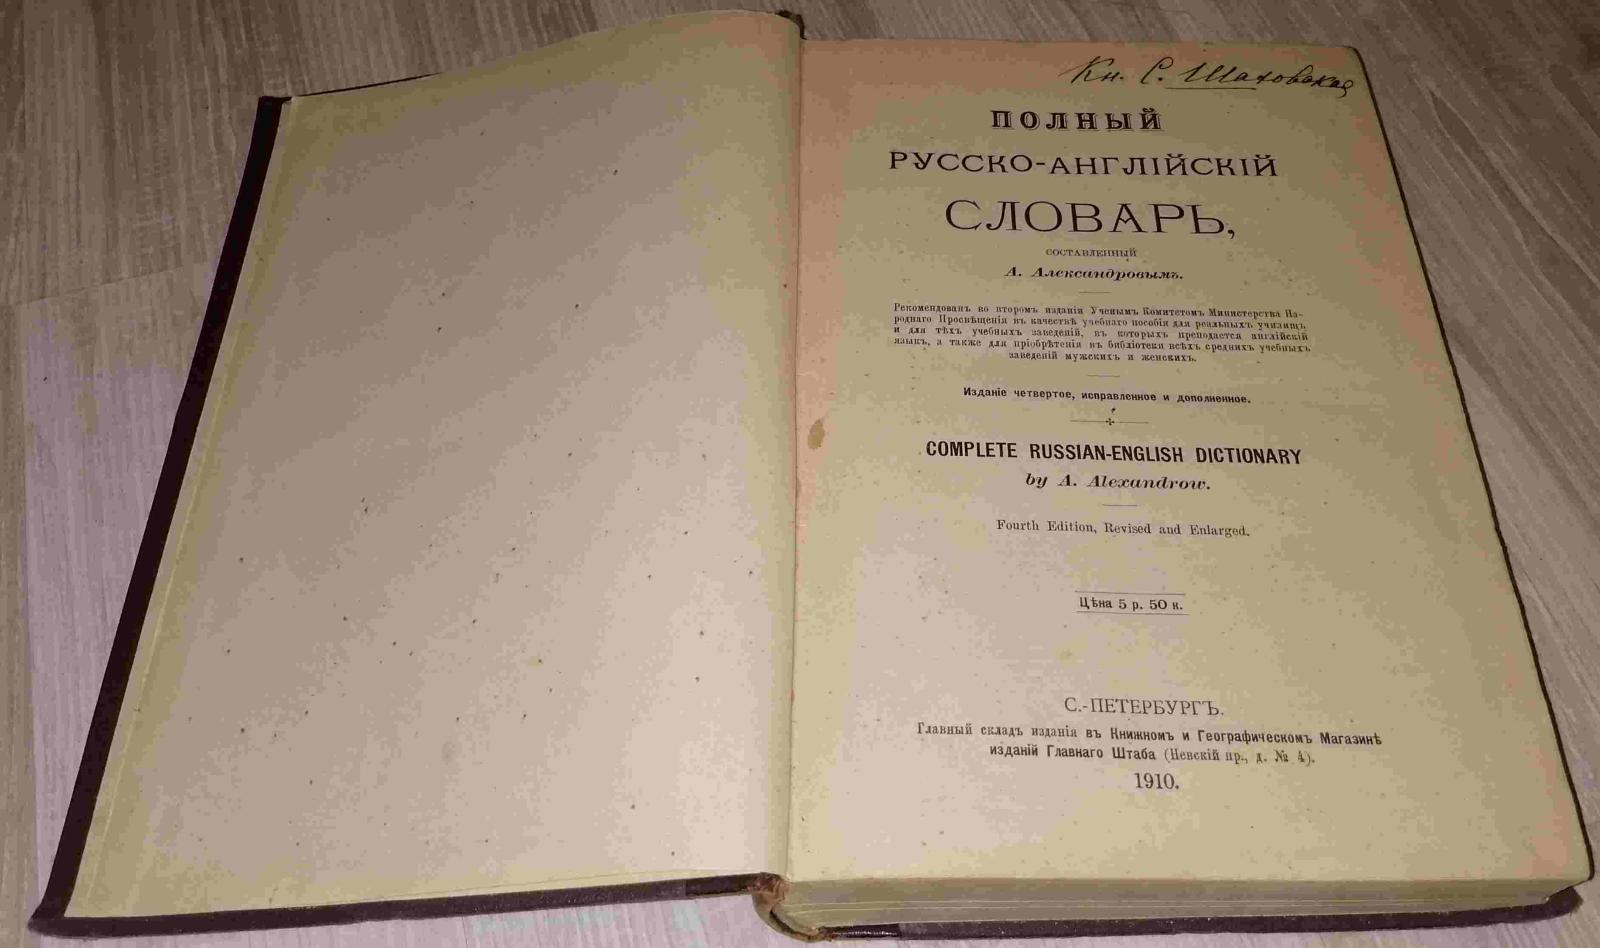 Кн. С. Шаховская
ПОЛНЫЙ
РУССКО-АНГЛІЙСКІЙ
СЛОВАРЬ,
СОСТАВЛЕННЫЙ
А. Александровымъ.
Рекомендованъ во второмъ изданіи Ученымъ Комитетомъ Министерства На-
роднаго Просвѣщенія въ качествѣ учебнаго пособія для реальныхъ училищъ
и для тѣхъ учебныхъ заведеній, въ которыхъ преподается англійскій
языкъ, а также для пріобрѣтенія въ библіотеки всѣхъ среднихъ учебныхъ
заведеній мужскихъ и женскихъ.
Изданіе четвертое, исправленное и дополненное.
COMPLETE RUSSIAN-ENGLISH DICTIONARY
by A. Alexandrow.
Fourth Edition, Revised and Enlarged.
Цѣна 5 р. 50 к.
С.-ПЕТЕРБУРГЪ.
Главный складъ изданія въ Книжномъ и Географическомъ Магазинѣ
изданій Главнаго Штаба (Невскій пр., д. № 4).
1910.